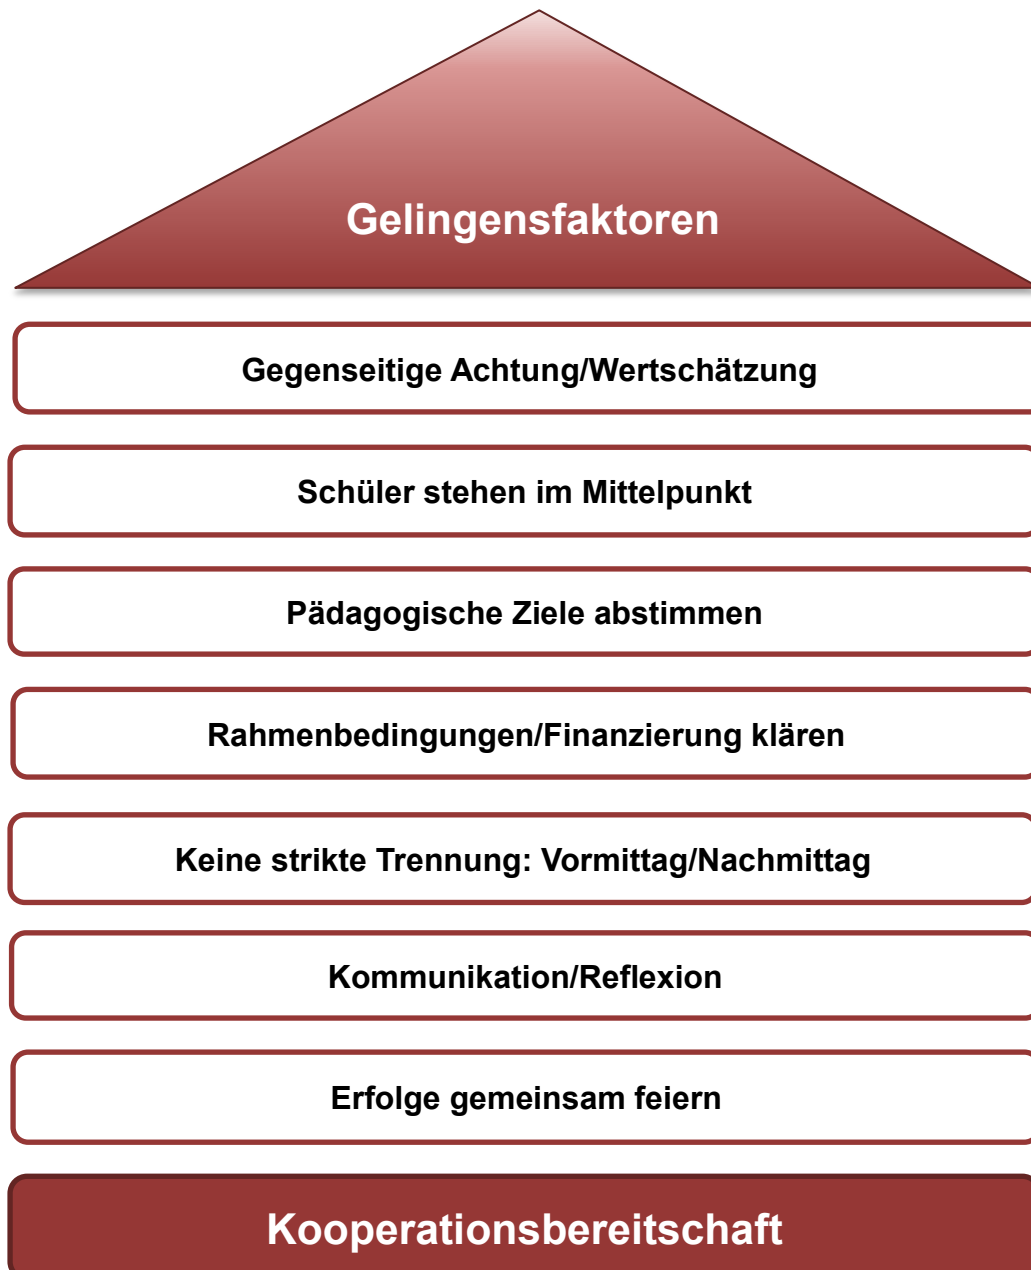 Gelingensfaktoren
Gegenseitige Achtung/Wertschätzung
Schüler stehen im Mittelpunkt
Pädagogische Ziele abstimmen
Rahmenbedingungen/Finanzierung klären
Keine strikte Trennung: Vormittag/Nachmittag
Kommunikation/Reflexion
Erfolge gemeinsam feiern
Kooperationsbereitschaft